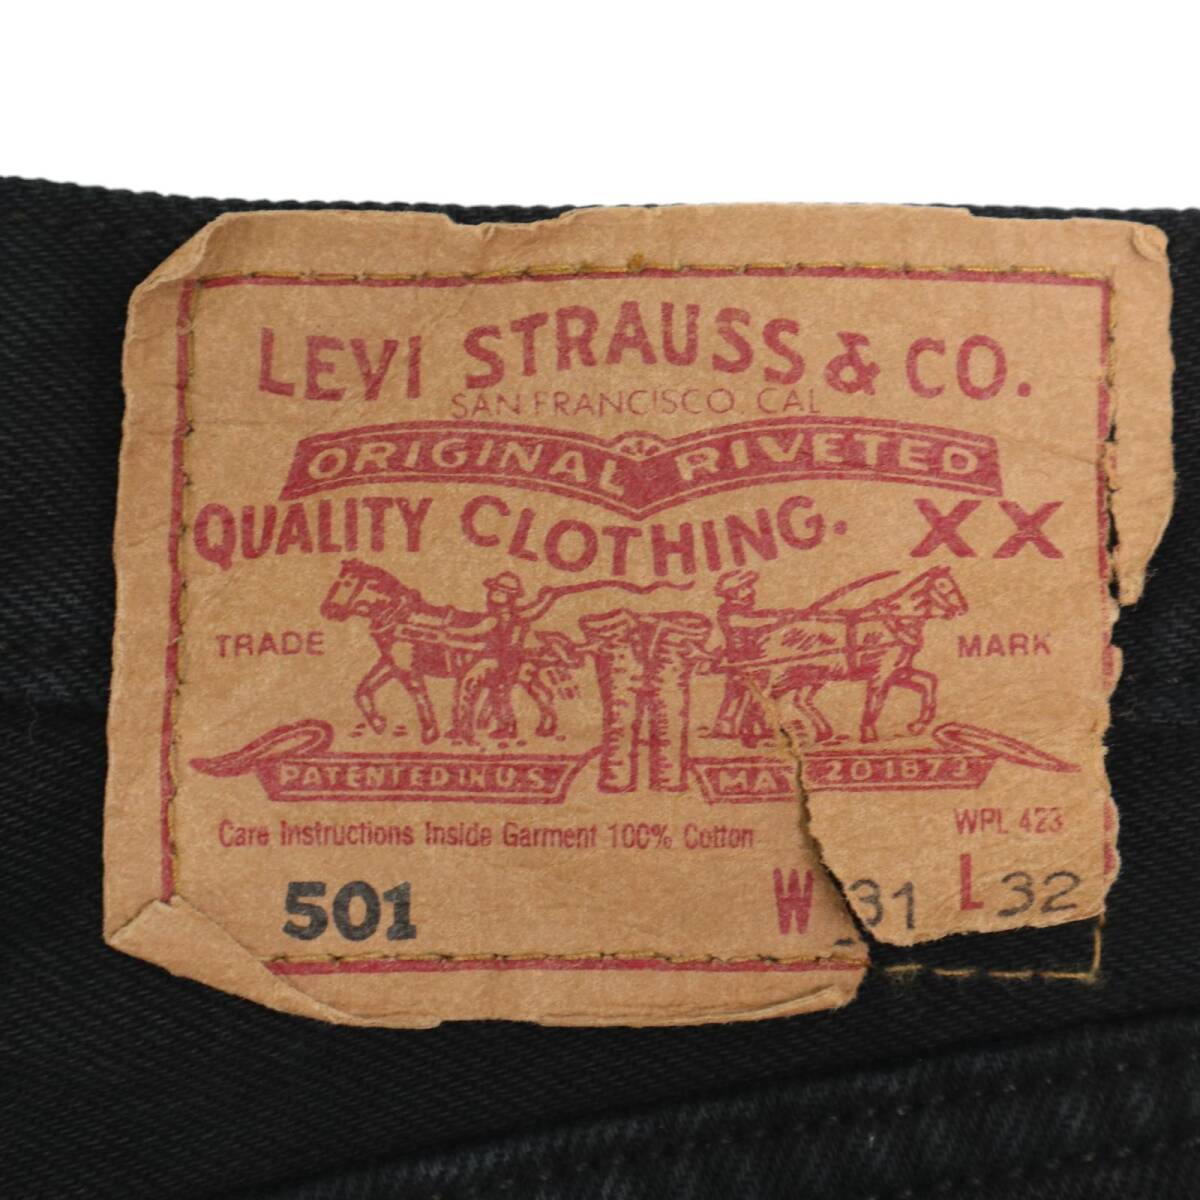 LEVI STRAUSS & CO.
SAN FRANCISCO, CAL
ORIGINAL RIVETED
QUALITY CLOTHING. XX
TRADE MARK
PATENTED IN U.S. MAY 20 1873
Care Instructions Inside Garment 100% Cotton WPL 423
501 W 31 L 32